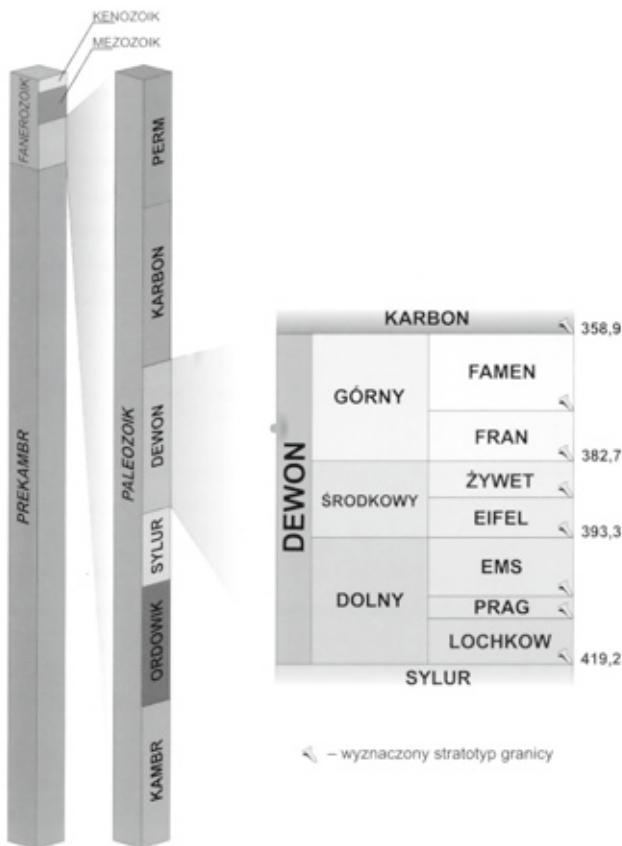 KENOZOIK
MEZOZOIK
FANEROZOIK
PREKAMBR
PALEOZOIK
PERM
KARBON
DEWON
SYLUR
ORDOWIK
KAMBR
KARBON
358,9
DEWON
GÓRNY
FAMEN
FRAN
382,7
ŚRODKOWY
ŻYWET
EIFEL
393,3
DOLNY
EMS
PRAG
LOCHKOW
419,2
SYLUR
– wyznaczony stratotyp granicy